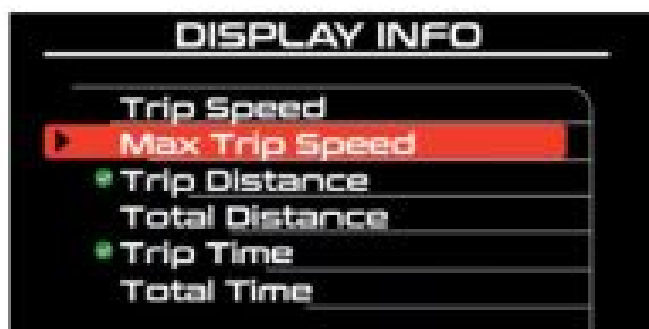 DISPLAY INFO
Trip Speed
Max Trip Speed
Trip Distance
Total Distance
Trip Time
Total Time